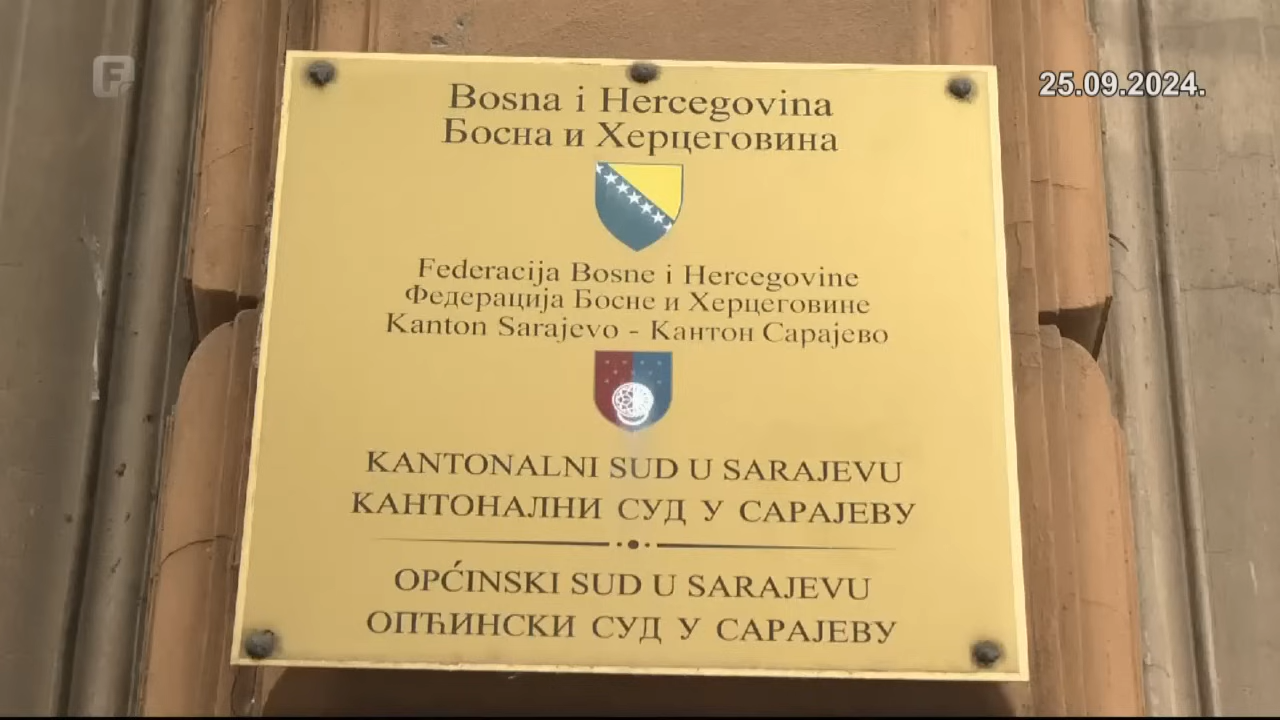 F
25.09.2024.
Bosna i Hercegovina
Босна и Херцеговина
Federacija Bosne i Hercegovine
Федерација Босне и Херцеговине
Kanton Sarajevo - Кантон Сарајево
KANTONALNI SUD U SARAJEVU
КАНТОНАЛНИ СУД У САРАЈЕВУ
OPĆINSKI SUD U SARAJEVU
ОПЋИНСКИ СУД У САРАЈЕВУ